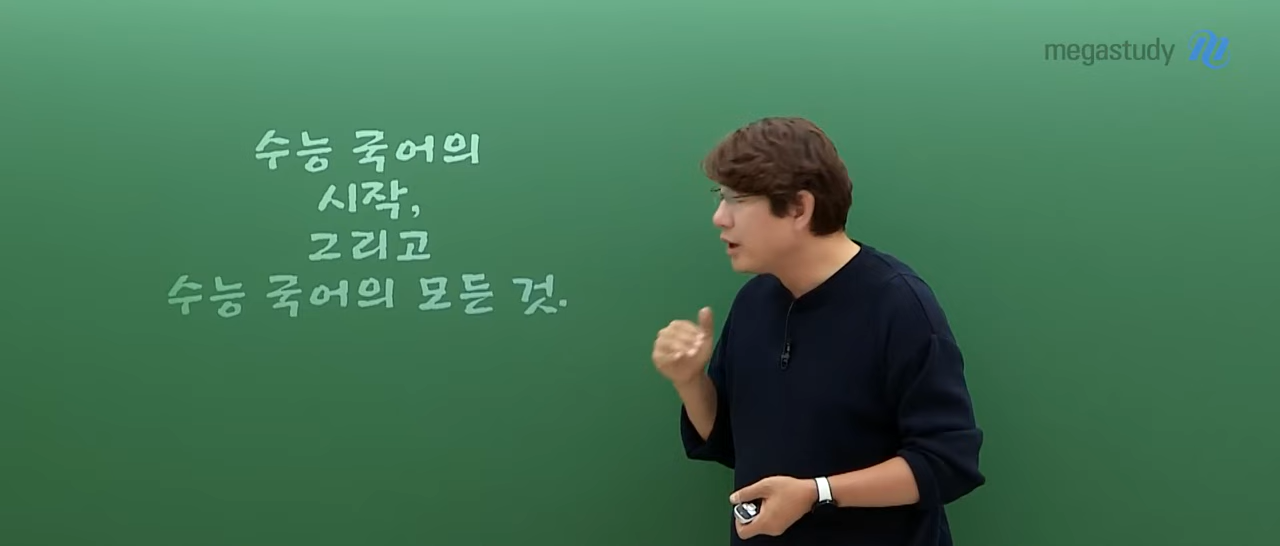 megastudy
수능 국어의
시작,
그리고
수능 국어의 모든 것.